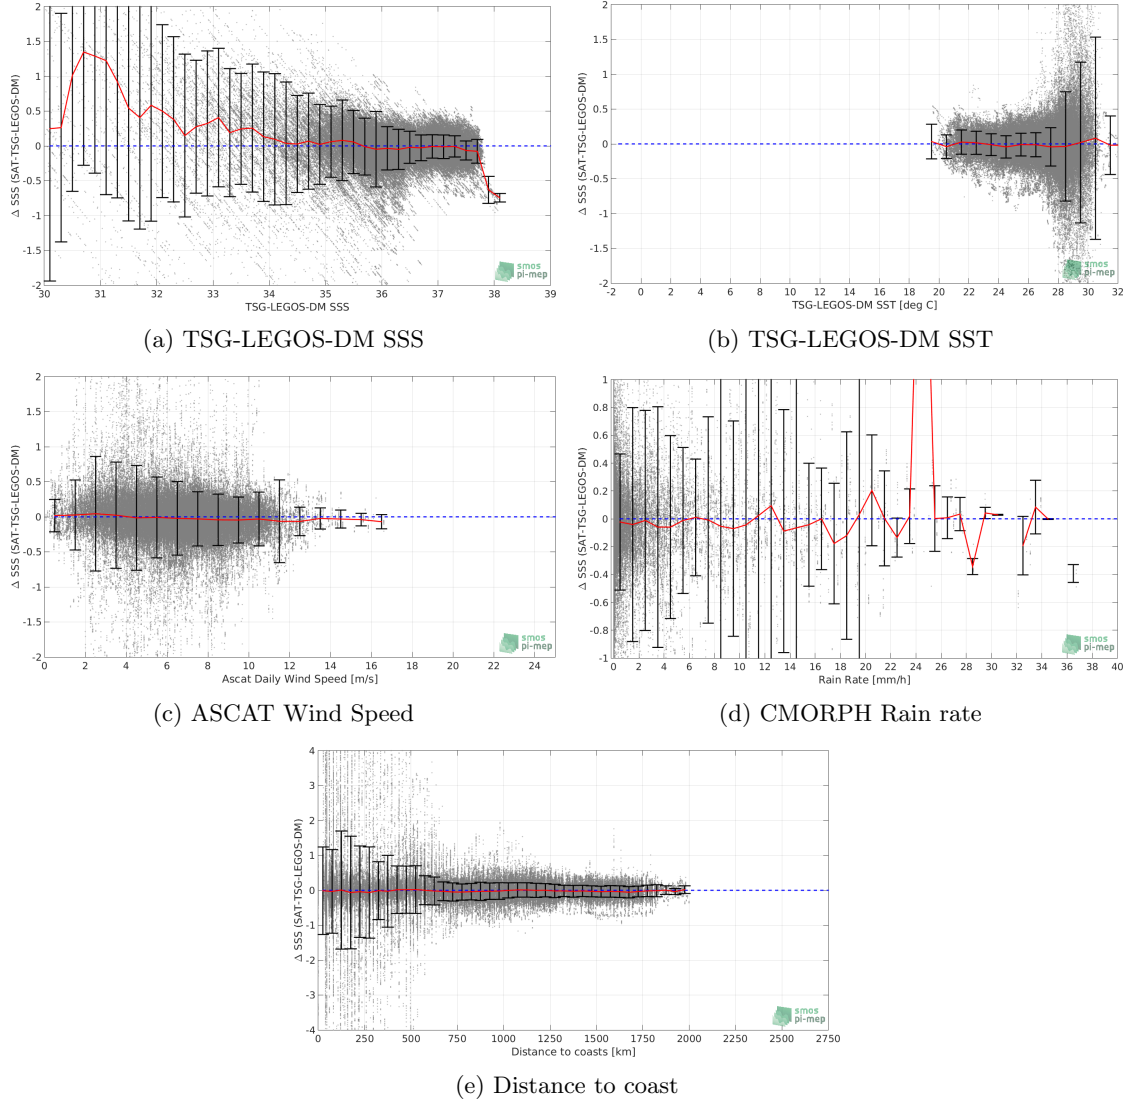 2
1.5
1
0.5
0
-0.5
-1
-1.5
-2
Δ SSS (SAT-TSG-LEGOS-DM)
30 31 32 33 34 35 36 37 38 39
TSG-LEGOS-DM SSS
smos
pi-mep
(a) TSG-LEGOS-DM SSS
2
1.5
1
0.5
0
-0.5
-1
-1.5
-2
Δ SSS (SAT-TSG-LEGOS-DM)
-2 0 2 4 6 8 10 12 14 16 18 20 22 24 26 28 30 32
TSG-LEGOS-DM SST [deg C]
smos
pi-mep
(b) TSG-LEGOS-DM SST
2
1.5
1
0.5
0
-0.5
-1
-1.5
-2
Δ SSS (SAT-TSG-LEGOS-DM)
0 2 4 6 8 10 12 14 16 18 20 22 24
Ascat Daily Wind Speed [m/s]
smos
pi-mep
(c) ASCAT Wind Speed
1
0.8
0.6
0.4
0.2
0
-0.2
-0.4
-0.6
-0.8
-1
Δ SSS (SAT-TSG-LEGOS-DM)
0 2 4 6 8 10 12 14 16 18 20 22 24 26 28 30 32 34 36 38 40
Rain Rate [mm/h]
smos
pi-mep
(d) CMORPH Rain rate
4
3
2
1
0
-1
-2
-3
-4
Δ SSS (SAT-TSG-LEGOS-DM)
0 250 500 750 1000 1250 1500 1750 2000 2250 2500 2750
Distance to coasts [km]
smos
pi-mep
(e) Distance to coast